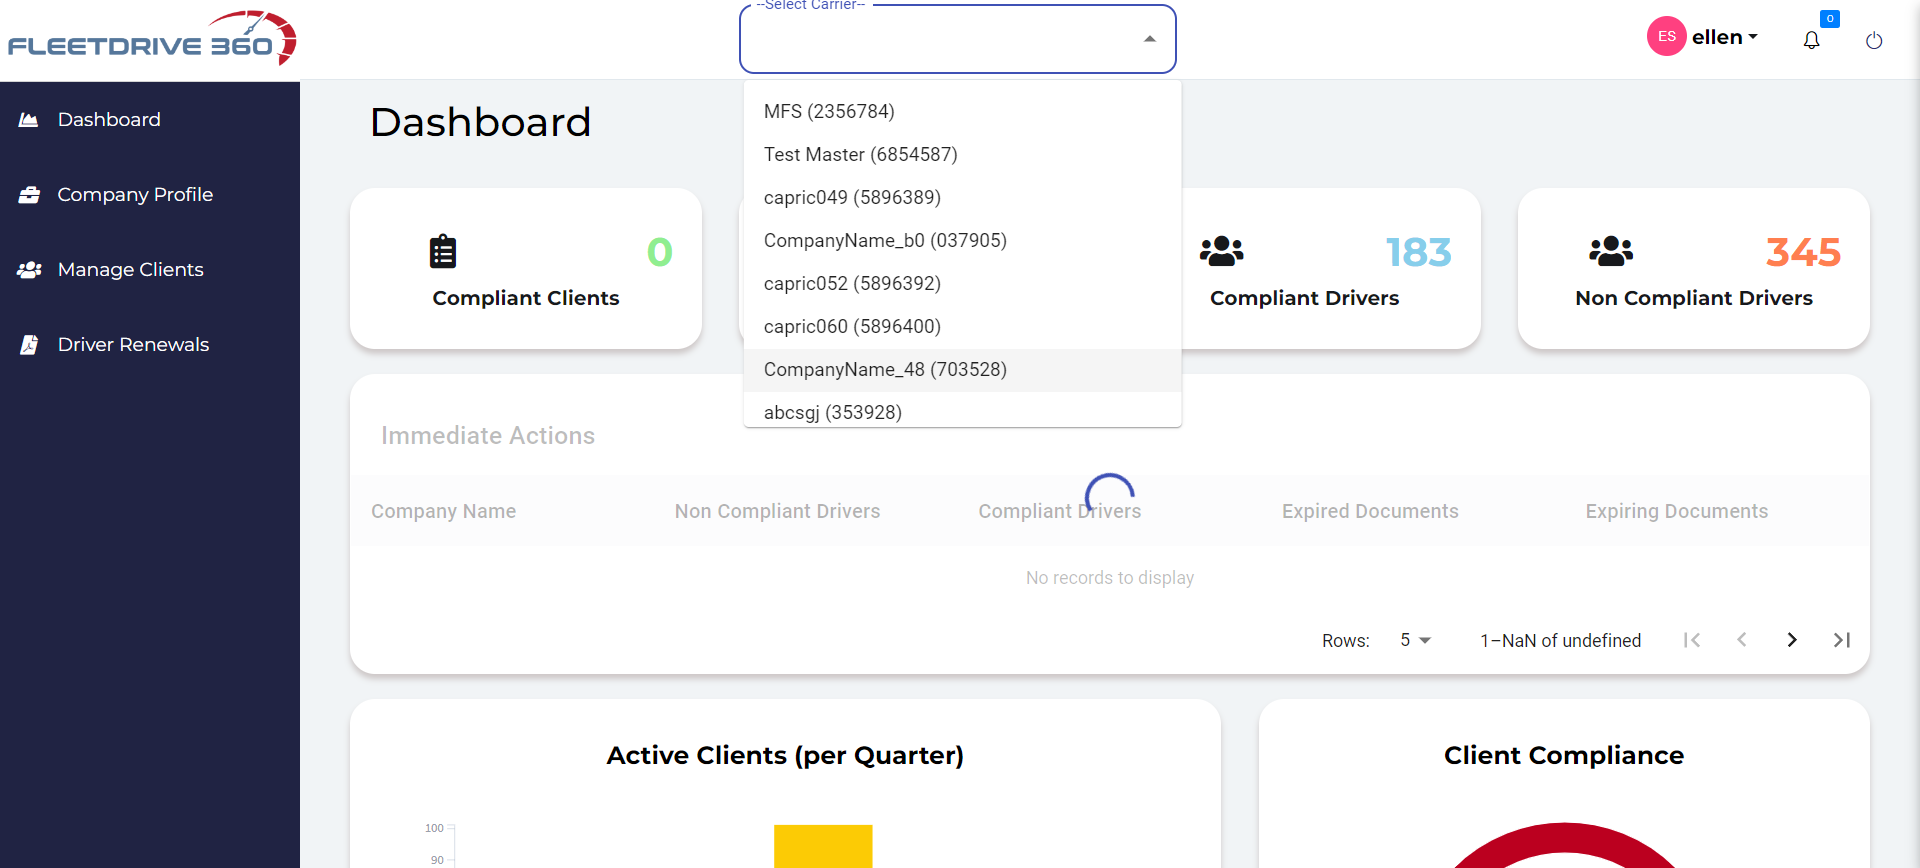 FLEETDRIVE 360
--Select Carrier--
ES ellen
0
Dashboard
Company Profile
Manage Clients
Driver Renewals
Dashboard
MFS (2356784)
Test Master (6854587)
capric049 (5896389)
CompanyName_b0 (037905)
capric052 (5896392)
capric060 (5896400)
CompanyName_48 (703528)
abcsgj (353928)
0
Compliant Clients
183
Compliant Drivers
345
Non Compliant Drivers
Immediate Actions
Company Name Non Compliant Drivers Compliant Drivers Expired Documents Expiring Documents
No records to display
Rows: 5 1–NaN of undefined
Active Clients (per Quarter)
100
90
Client Compliance